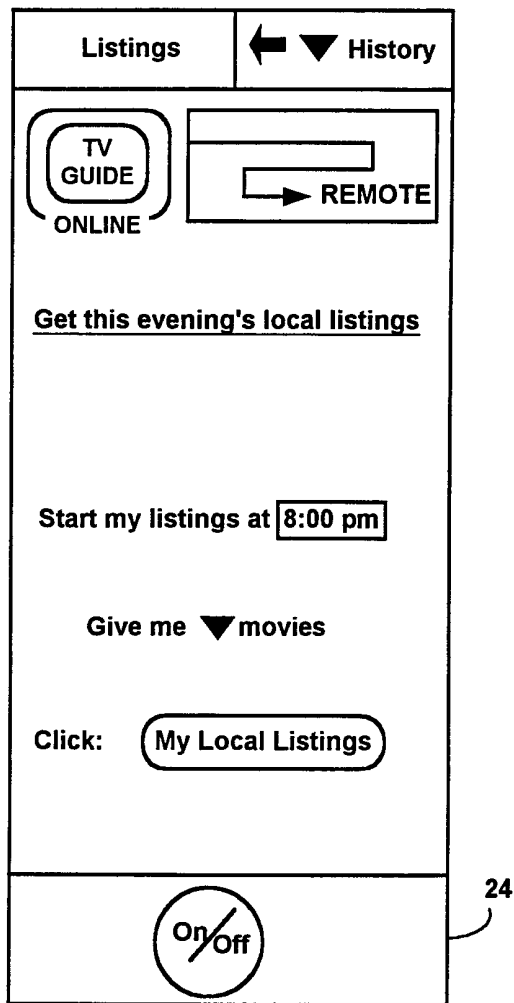 Listings
History
TV
GUIDE
ONLINE
REMOTE
Get this evening's local listings
Start my listings at 8:00 pm
Give me movies
Click: My Local Listings
On/Off
24